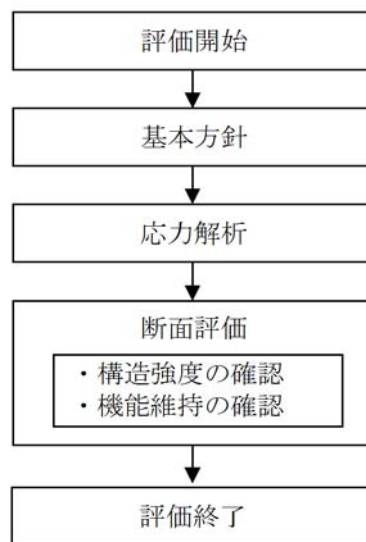 評価開始
基本方針
応力解析
断面評価
・構造強度の確認
・機能維持の確認
評価終了